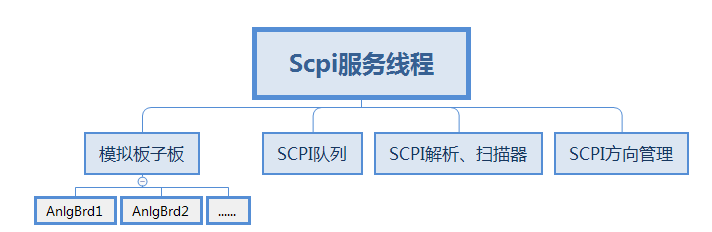 Scpi服务线程
模拟板子板
SCPI队列
SCPI解析、扫描器
SCPI方向管理
AnlgBrd1
AnlgBrd2
......